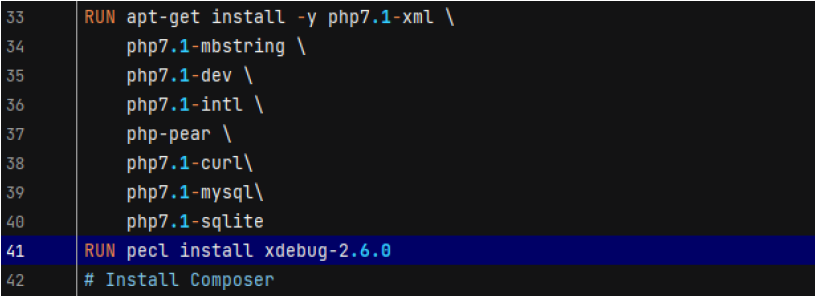 33 RUN apt-get install -y php7.1-xml \
34 php7.1-mbstring \
35 php7.1-dev \
36 php7.1-intl \
37 php-pear \
38 php7.1-curl\
39 php7.1-mysql\
40 php7.1-sqlite
41 RUN pecl install xdebug-2.6.0
42 # Install Composer